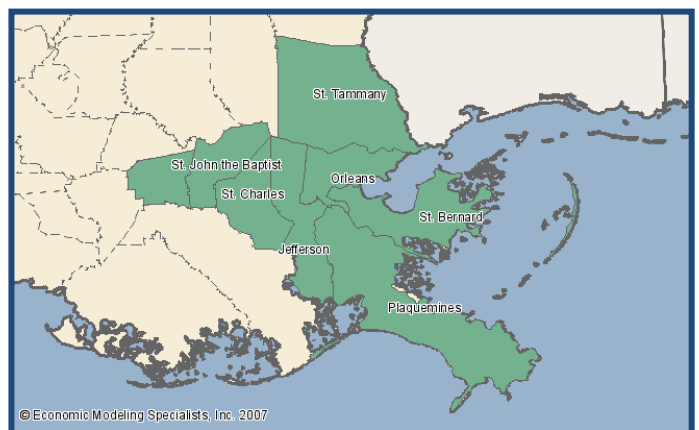 St. Tammany
St. John the Baptist
Orleans
St. Charles
St. Bernard
Jefferson
Plaquemines
© Economic Modeling Specialists, Inc. 2007